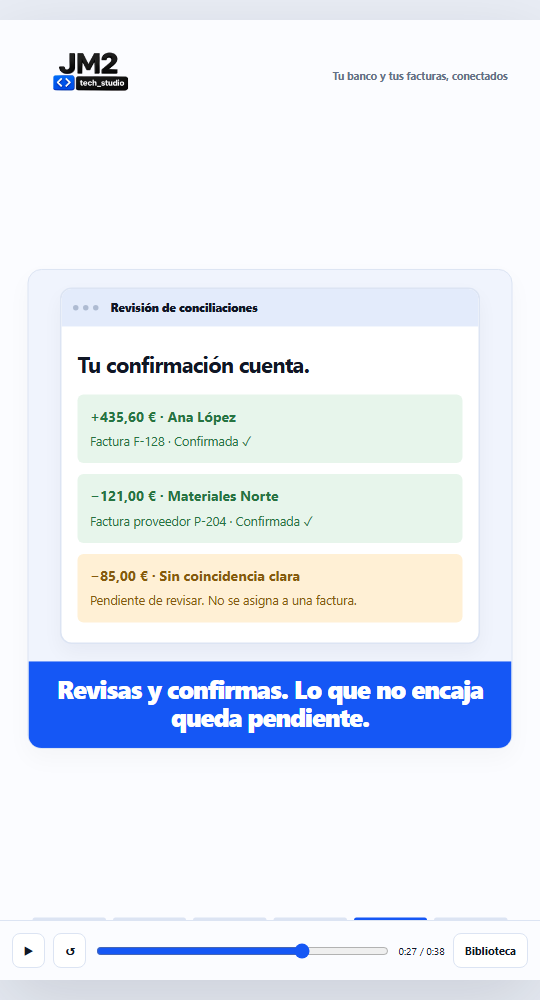 JM2
<> tech_studio
Tu banco y tus facturas, conectados
Revisión de conciliaciones
Tu confirmación cuenta.
+435,60 € · Ana López
Factura F-128 · Confirmada ✓
−121,00 € · Materiales Norte
Factura proveedor P-204 · Confirmada ✓
−85,00 € · Sin coincidencia clara
Pendiente de revisar. No se asigna a una factura.
Revisas y confirmas. Lo que no encaja
queda pendiente.
0:27 / 0:38
Biblioteca